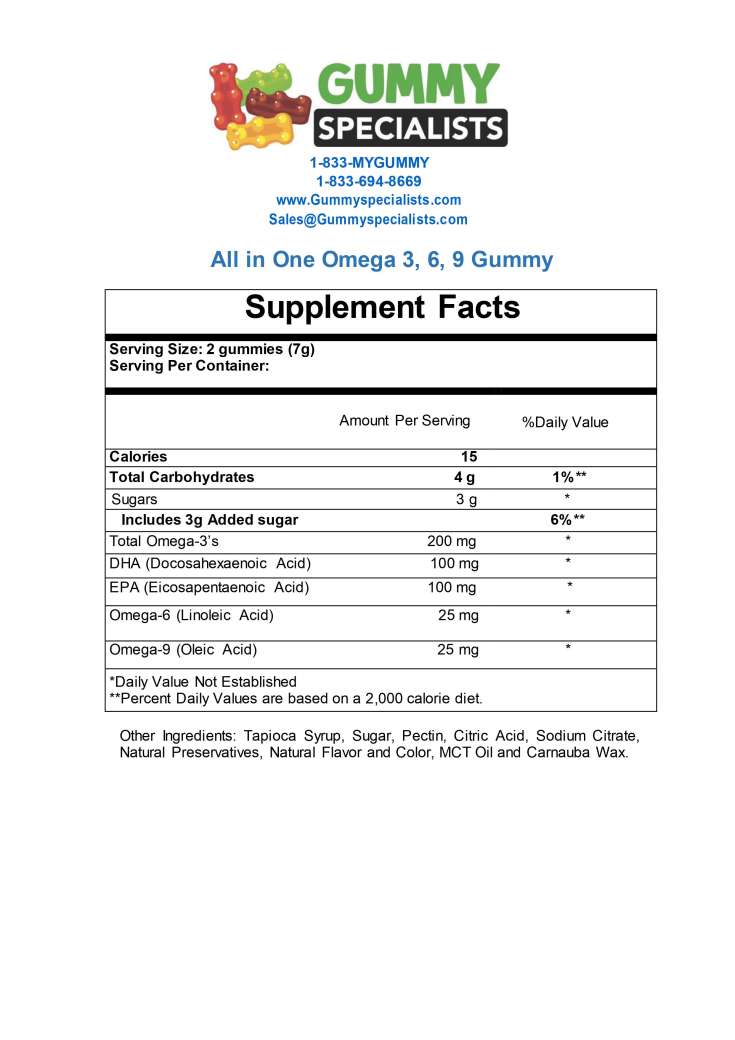 GUMMY
SPECIALISTS
1-833-MYGUMMY
1-833-694-8669
www.Gummyspecialists.com
Sales@Gummyspecialists.com
All in One Omega 3, 6, 9 Gummy
Supplement Facts
Serving Size: 2 gummies (7g)
Serving Per Container:
Amount Per Serving %Daily Value
Calories 15
Total Carbohydrates 4 g 1%**
Sugars 3 g *
Includes 3g Added sugar 6%**
Total Omega-3’s 200 mg *
DHA (Docosahexaenoic Acid) 100 mg *
EPA (Eicosapentaenoic Acid) 100 mg *
Omega-6 (Linoleic Acid) 25 mg *
Omega-9 (Oleic Acid) 25 mg *
*Daily Value Not Established
**Percent Daily Values are based on a 2,000 calorie diet.
Other Ingredients: Tapioca Syrup, Sugar, Pectin, Citric Acid, Sodium Citrate,
Natural Preservatives, Natural Flavor and Color, MCT Oil and Carnauba Wax.